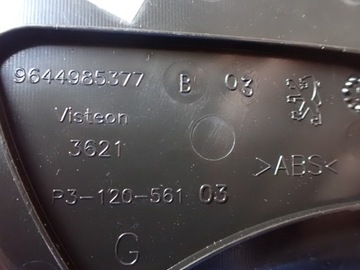 9644985377 B 03
Visteon
3621
>ABS<
P3-120-561 03
G